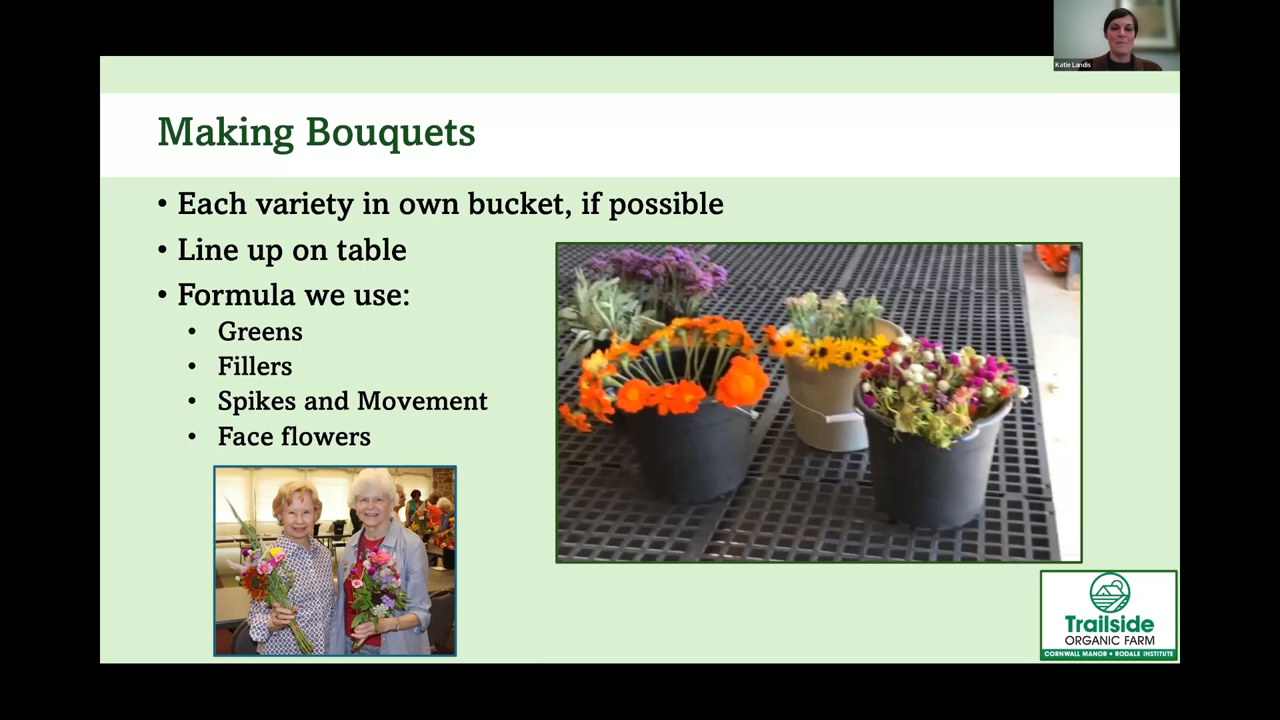 Katie Landis
Making Bouquets
• Each variety in own bucket, if possible
• Line up on table
• Formula we use:
• Greens
• Fillers
• Spikes and Movement
• Face flowers
Trailside
ORGANIC FARM
CORNWALL MANOR • RODALE INSTITUTE